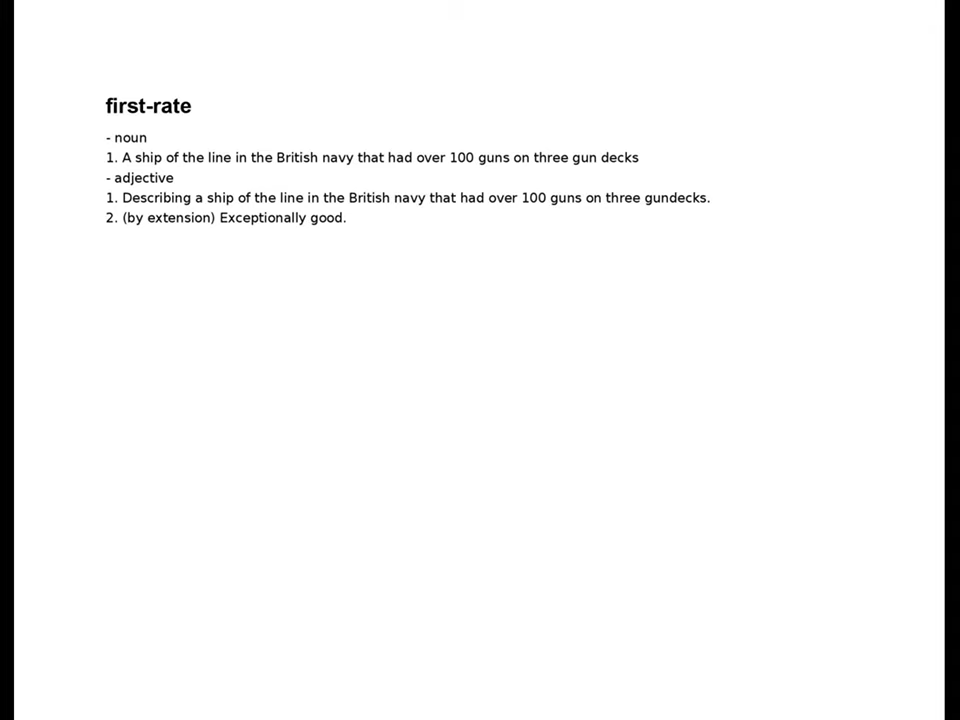 first-rate
- noun
1. A ship of the line in the British navy that had over 100 guns on three gun decks
- adjective
1. Describing a ship of the line in the British navy that had over 100 guns on three gundecks.
2. (by extension) Exceptionally good.